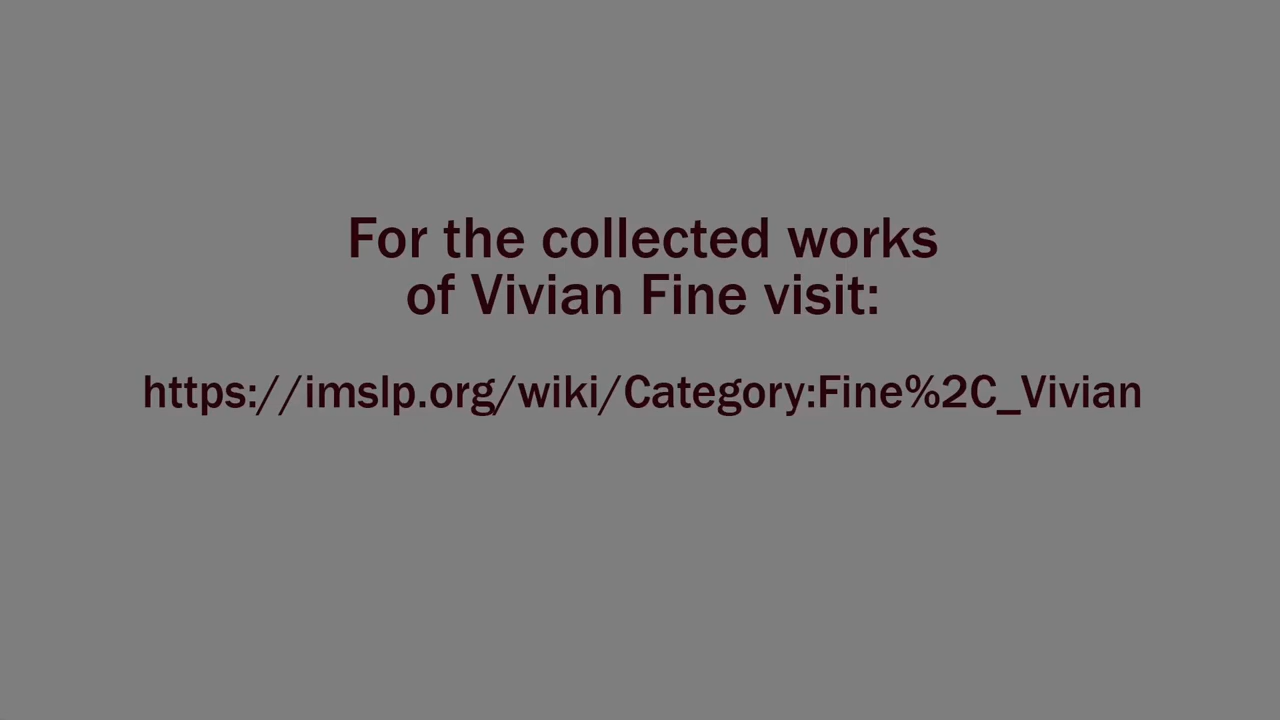 For the collected works
of Vivian Fine visit:
https://imslp.org/wiki/Category:Fine%2C_Vivian